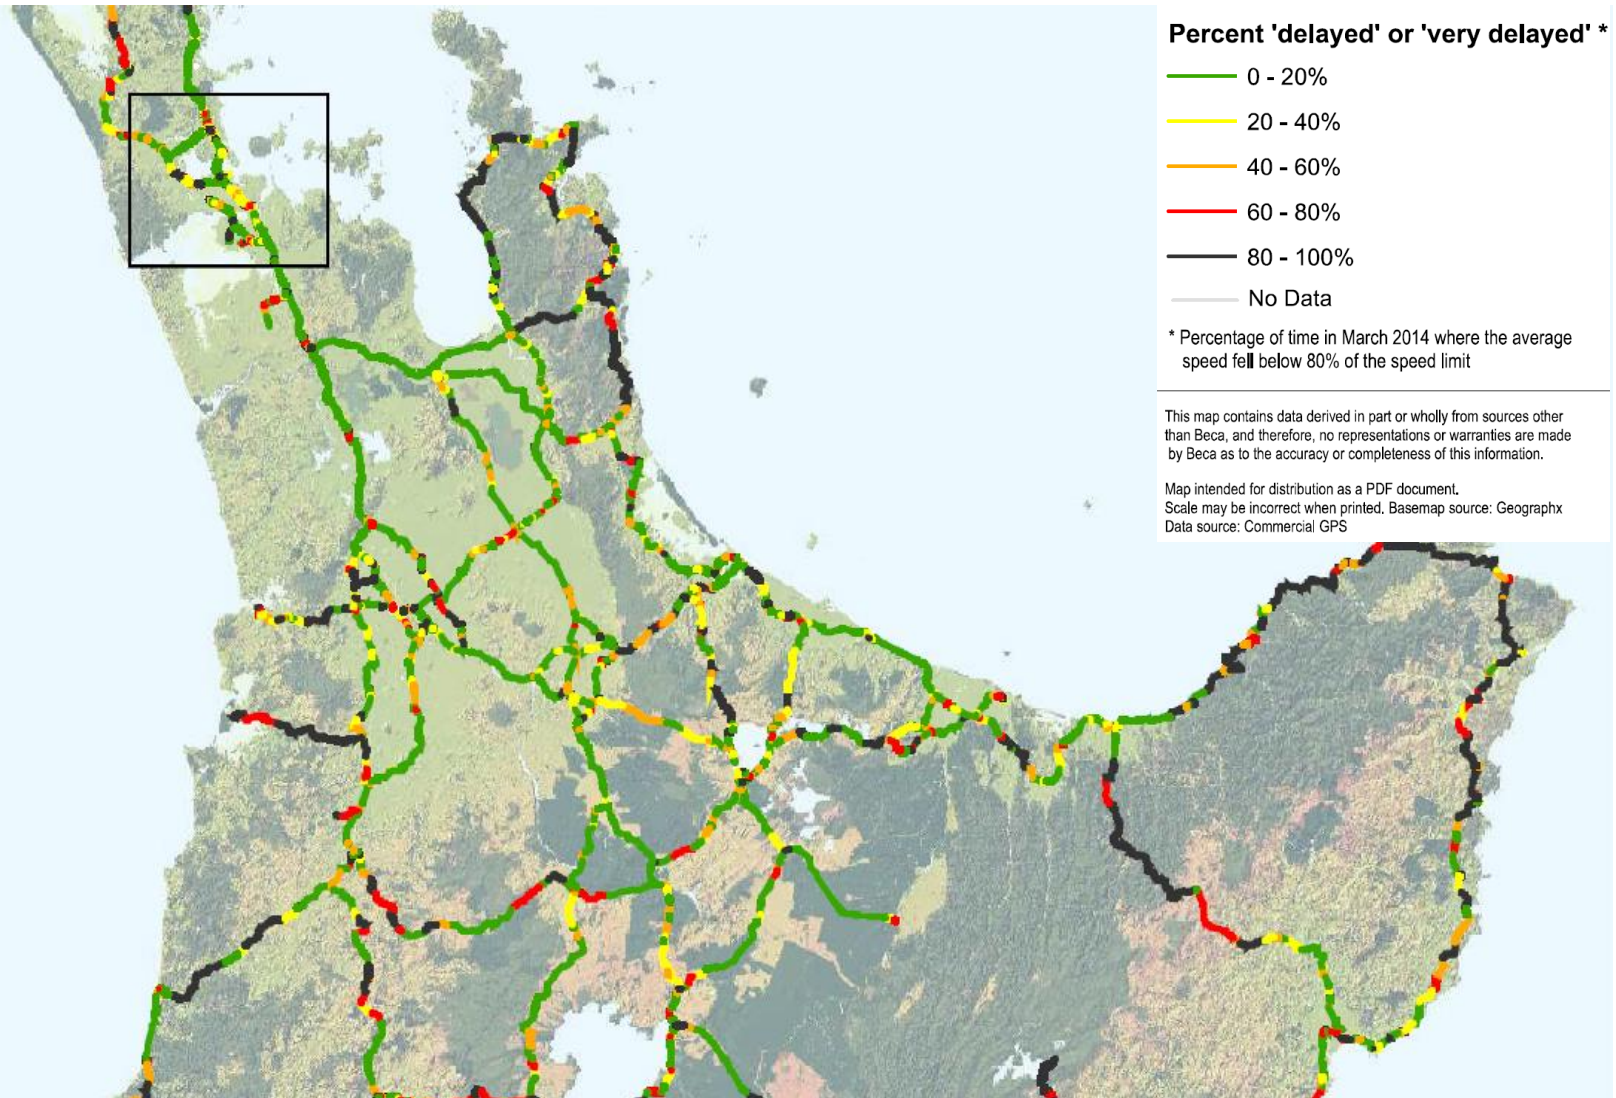 Percent 'delayed' or 'very delayed' *
0 - 20%
20 - 40%
40 - 60%
60 - 80%
80 - 100%
No Data
* Percentage of time in March 2014 where the average
speed fell below 80% of the speed limit
This map contains data derived in part or wholly from sources other
than Beca, and therefore, no representations or warranties are made
by Beca as to the accuracy or completeness of this information.
Map intended for distribution as a PDF document.
Scale may be incorrect when printed. Basemap source: Geographx
Data source: Commercial GPS